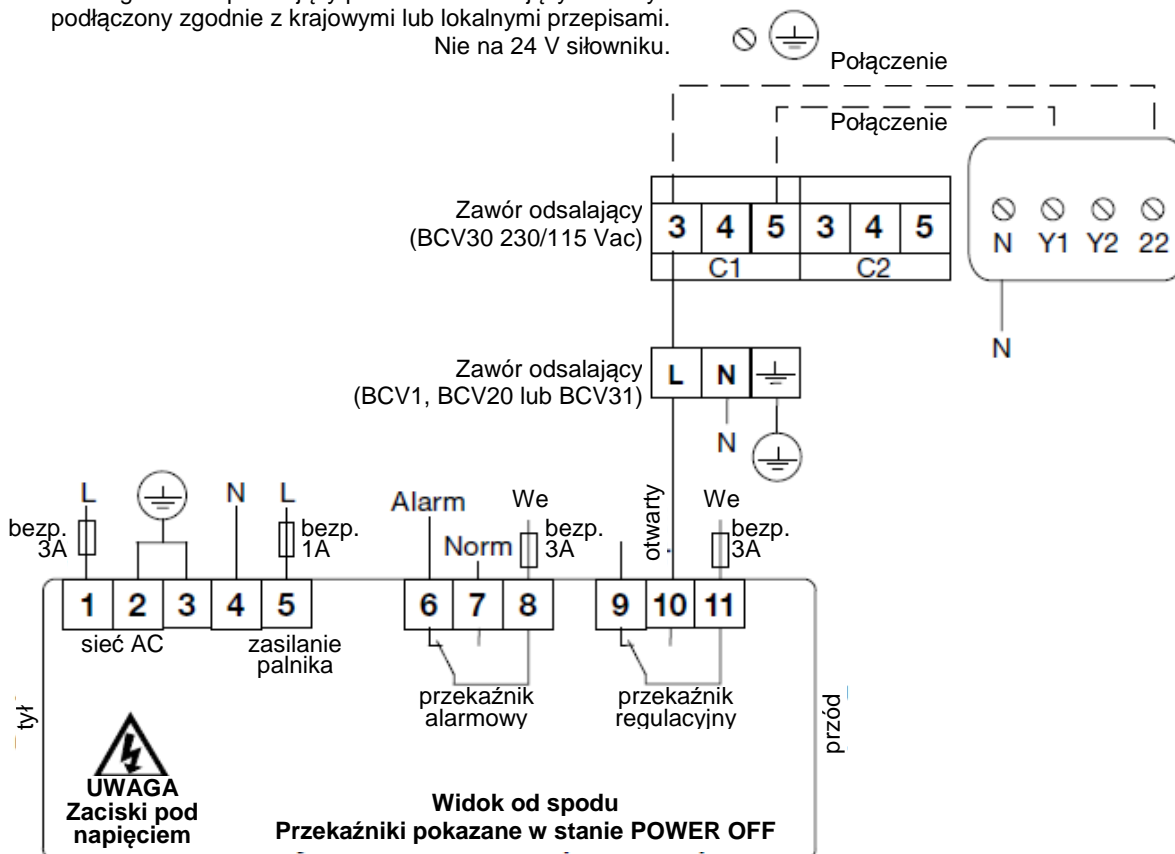 podłączony zgodnie z krajowymi lub lokalnymi przepisami.
Nie na 24 V siłowniku.
Połączenie
Połączenie
Zawór odsalający
(BCV30 230/115 Vac)
3 4 5 3 4 5
C1 C2
N Y1 Y2 22
N
Zawór odsalający
(BCV1, BCV20 lub BCV31)
L N
N
L N L
bezp.
3A
bezp.
1A
Alarm
Norm
We
bezp.
3A
otwarty
We
bezp.
3A
1 2 3 4 5 6 7 8 9 10 11
sieć AC
zasilanie
palnika
przekaźnik
alarmowy
przekaźnik
regulacyjny
tył
przód
UWAGA
Zaciski pod
napięciem
Widok od spodu
Przekaźniki pokazane w stanie POWER OFF